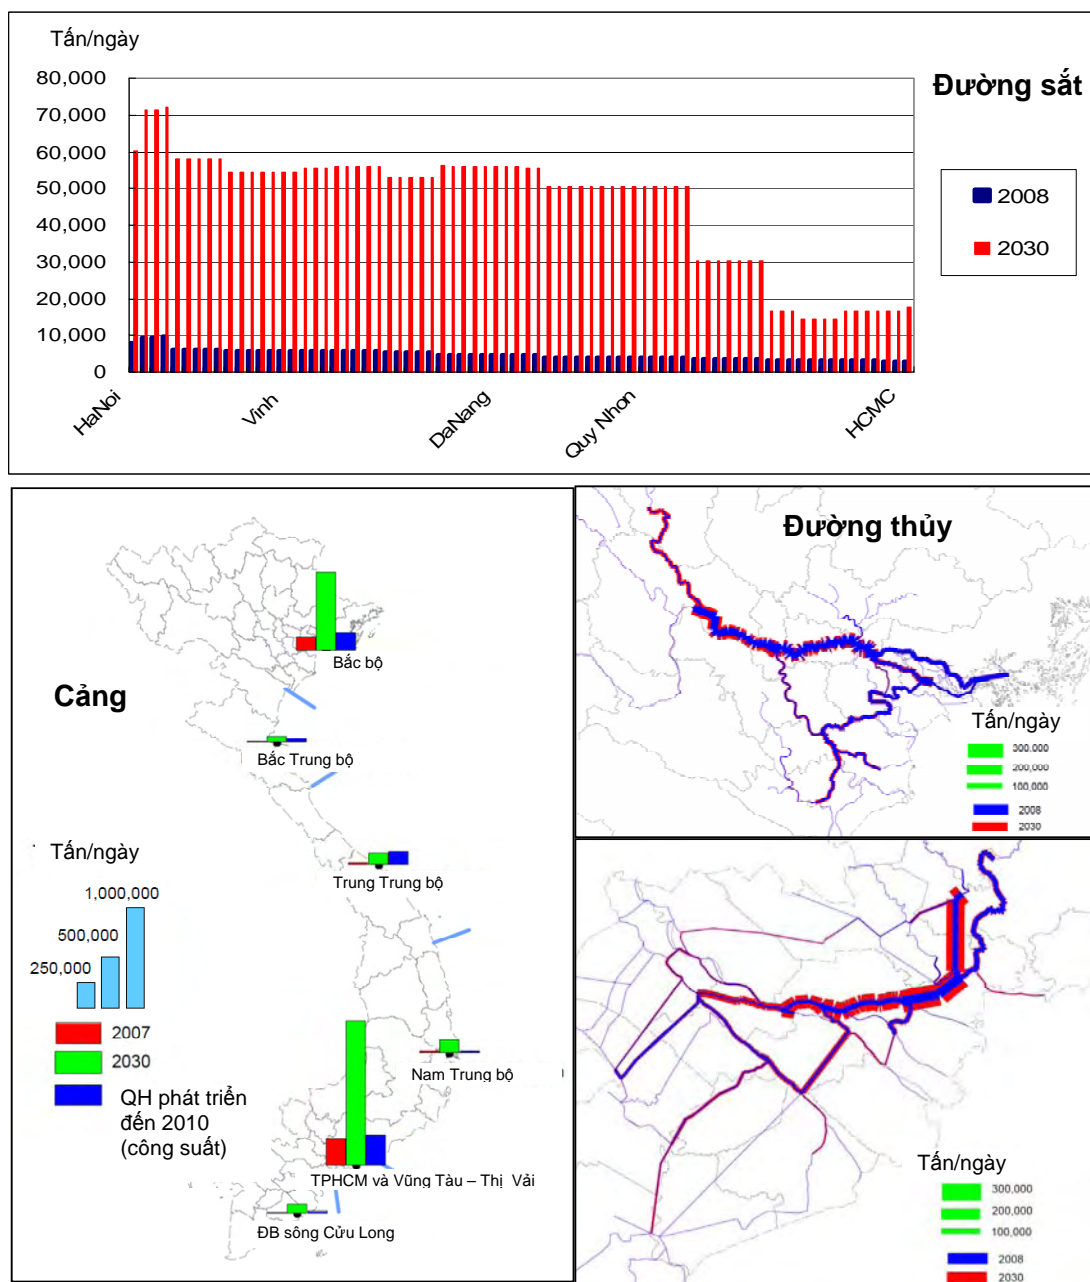 Tấn/ngày
Đường sắt
80,000
70,000
60,000
50,000
40,000
30,000
20,000
10,000
0
2008
2030
HaNoi
Vinh
DaNang
Quy Nhon
HCMC
Cảng
Bắc bộ
Bắc Trung bộ
Trung Trung bộ
Nam Trung bộ
TPHCM và Vũng Tàu – Thị Vải
ĐB sông Cửu Long
Tấn/ngày
1,000,000
500,000
250,000
2007
2030
QH phát triển
đến 2010
(công suất)
Đường thủy
Tấn/ngày
300,000
200,000
100,000
2008
2030
Tấn/ngày
300,000
200,000
100,000
2008
2030